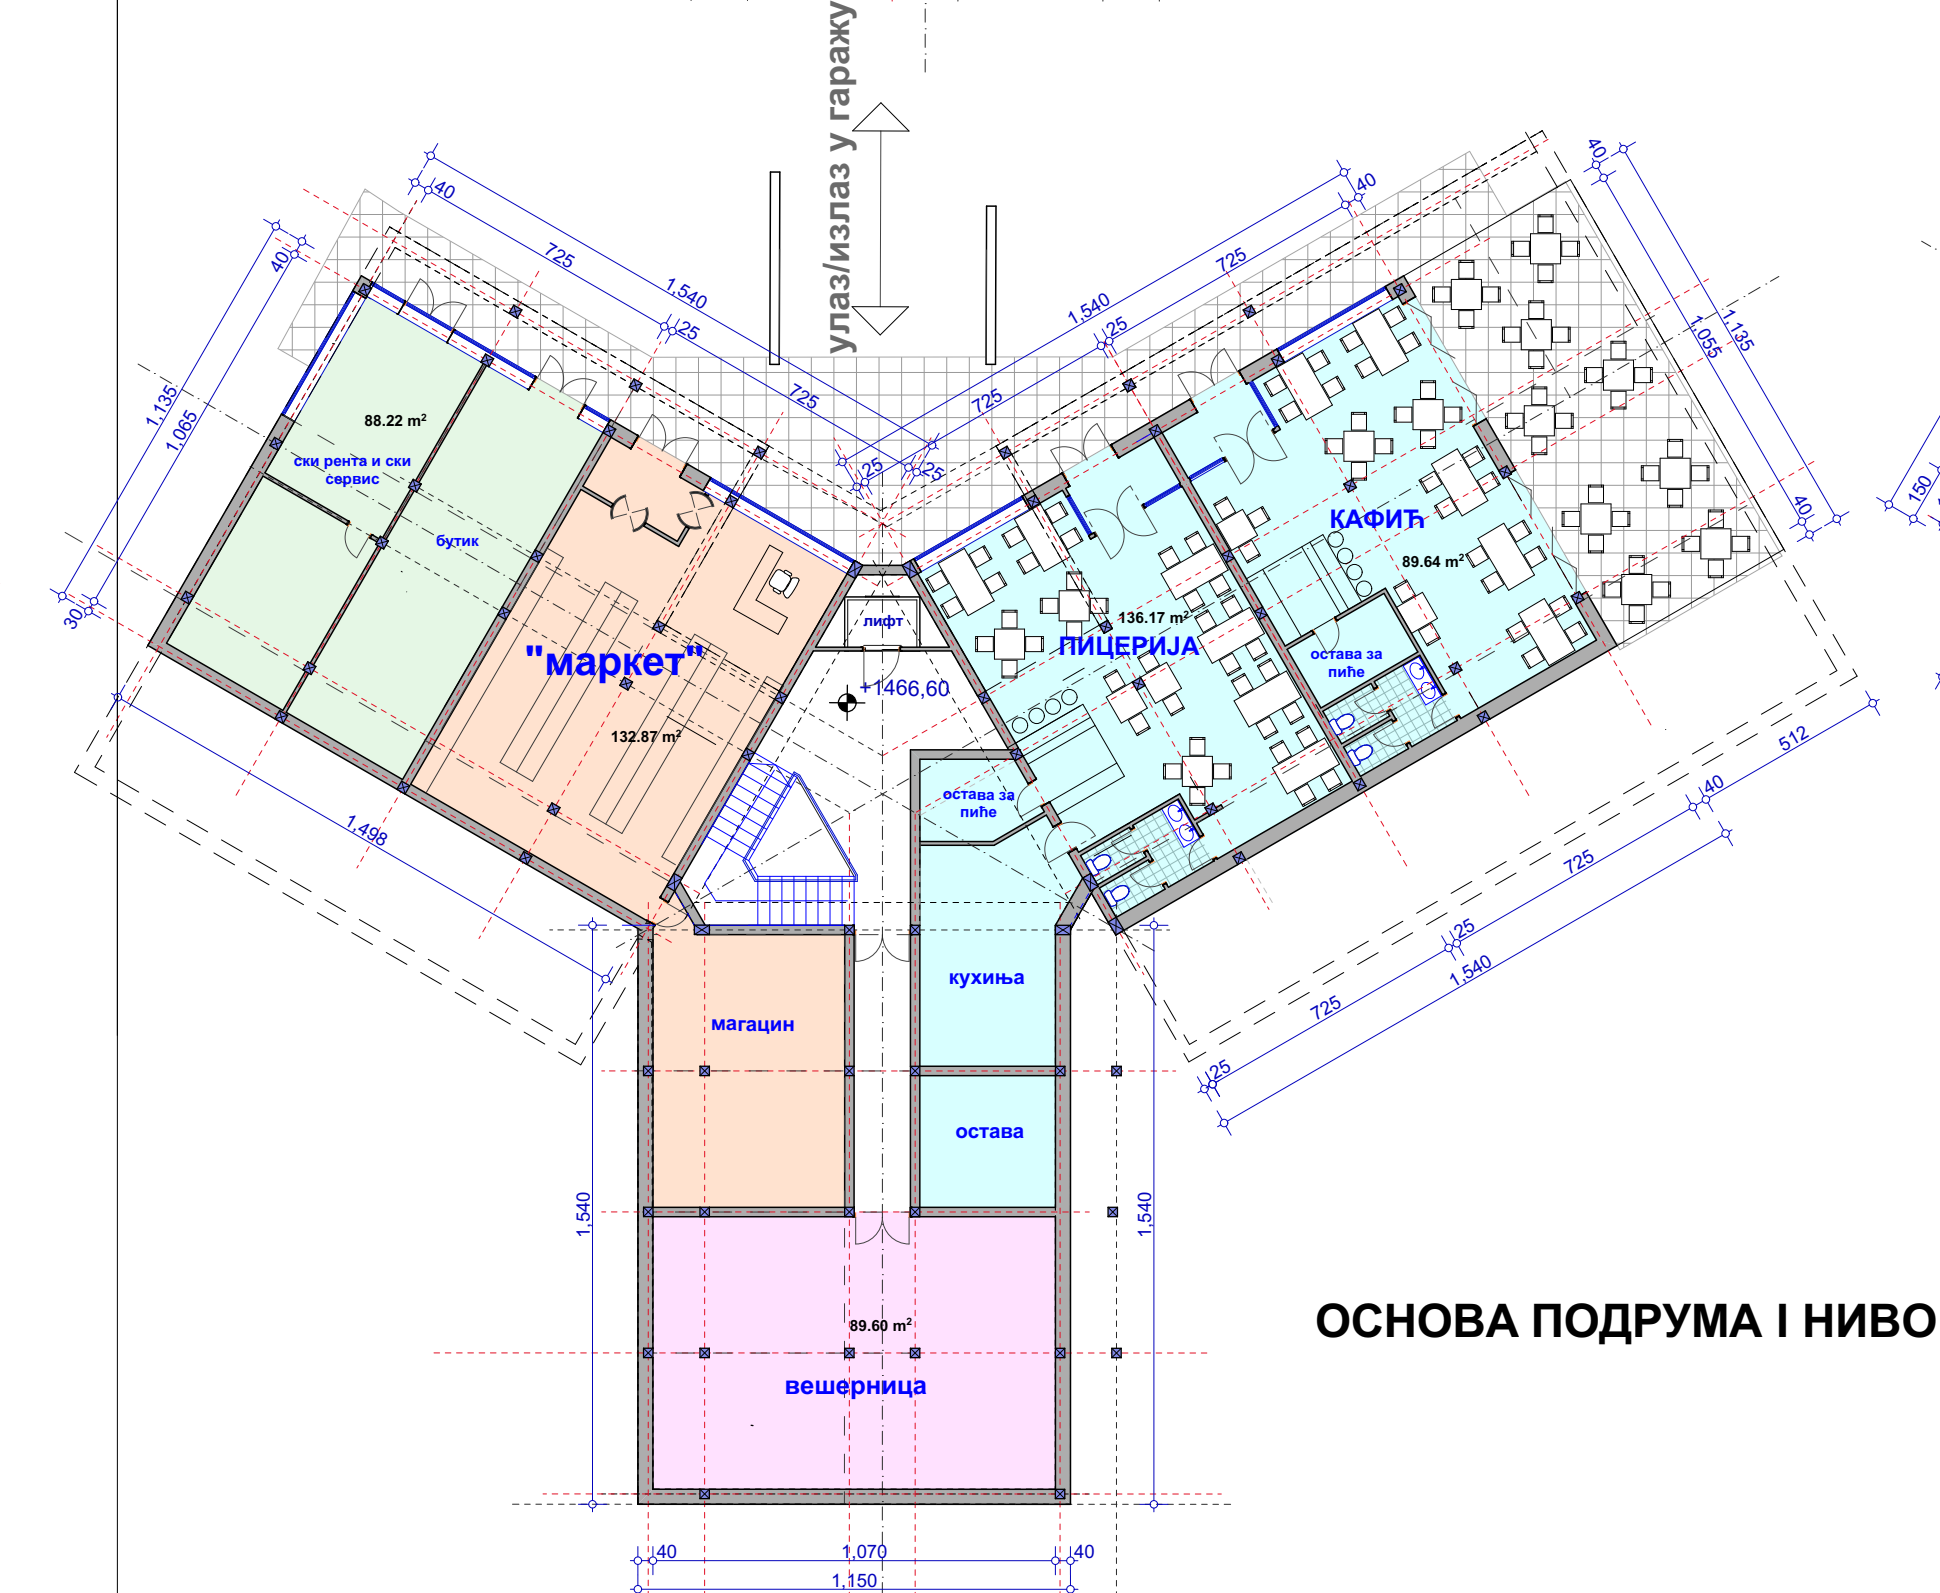 улаз/излаз у гаражу
40
725
1,540
25
725
40
1,135
1,065
30
25
25
1,540
725
25
725
40
40
1,055
1,135
40
150
88.22 m²
ски рента и ски
сервис
бутик
"маркет"
132.87 m²
лифт
+1466,60
136.17 m²
ПИЦЕРИЈА
КАФИЋ
89.64 m²
остава за
пиће
остава за
пиће
1,498
512
40
725
25
1,540
725
25
кухиња
магацин
остава
1,540
1,540
89.60 m²
вешерница
ОСНОВА ПОДРУМА I НИВО
40
1,070
40
1,150